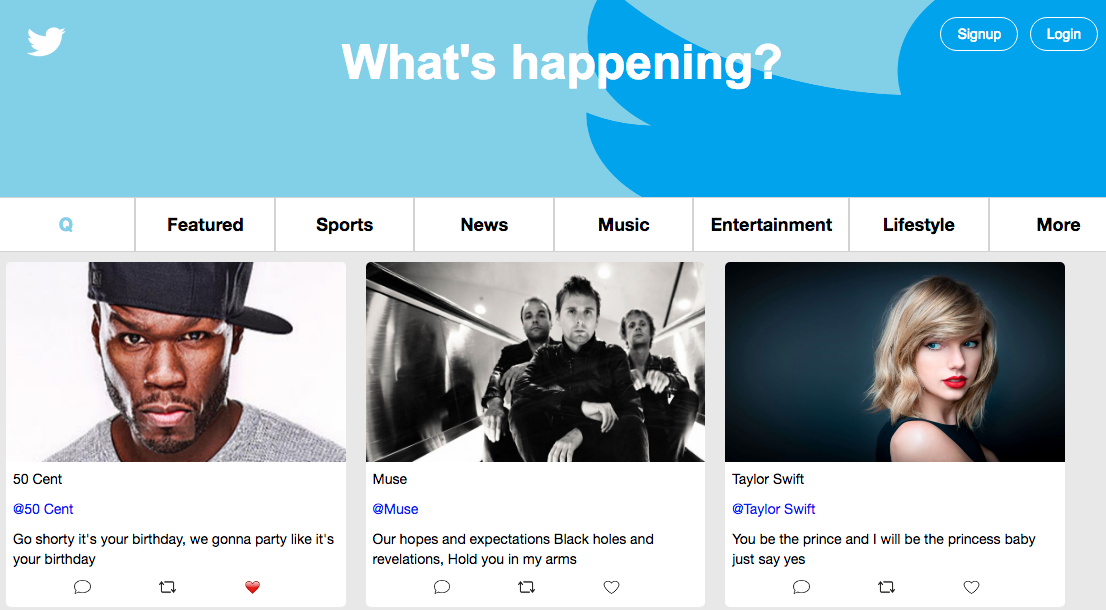 What's happening?
Signup
Login
Q
Featured
Sports
News
Music
Entertainment
Lifestyle
More
50 Cent
@50 Cent
Go shorty it's your birthday, we gonna party like it's
your birthday
Muse
@Muse
Our hopes and expectations Black holes and
revelations, Hold you in my arms
Taylor Swift
@Taylor Swift
You be the prince and I will be the princess baby
just say yes